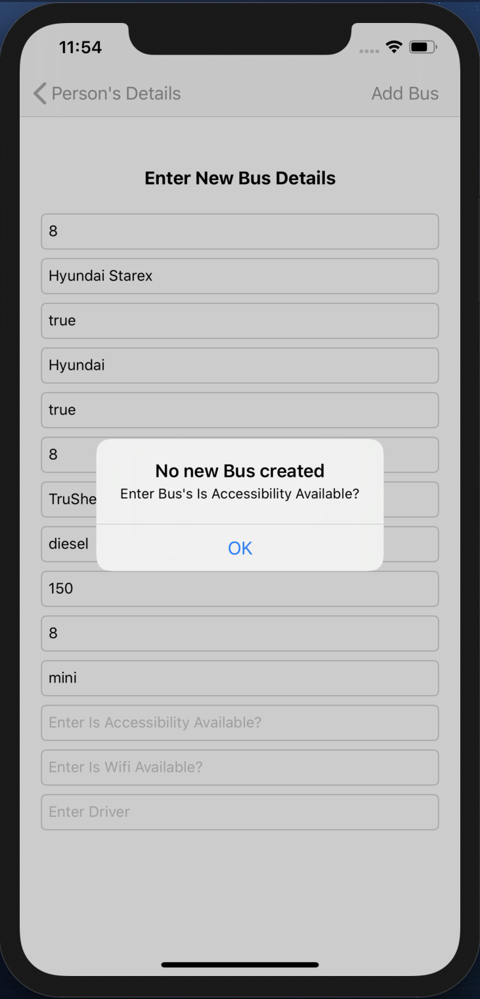 11:54
Person's Details
Add Bus
Enter New Bus Details
8
Hyundai Starex
true
Hyundai
true
8
TruShe
diesel
No new Bus created
Enter Bus's Is Accessibility Available?
OK
150
8
mini
Enter Is Accessibility Available?
Enter Is Wifi Available?
Enter Driver